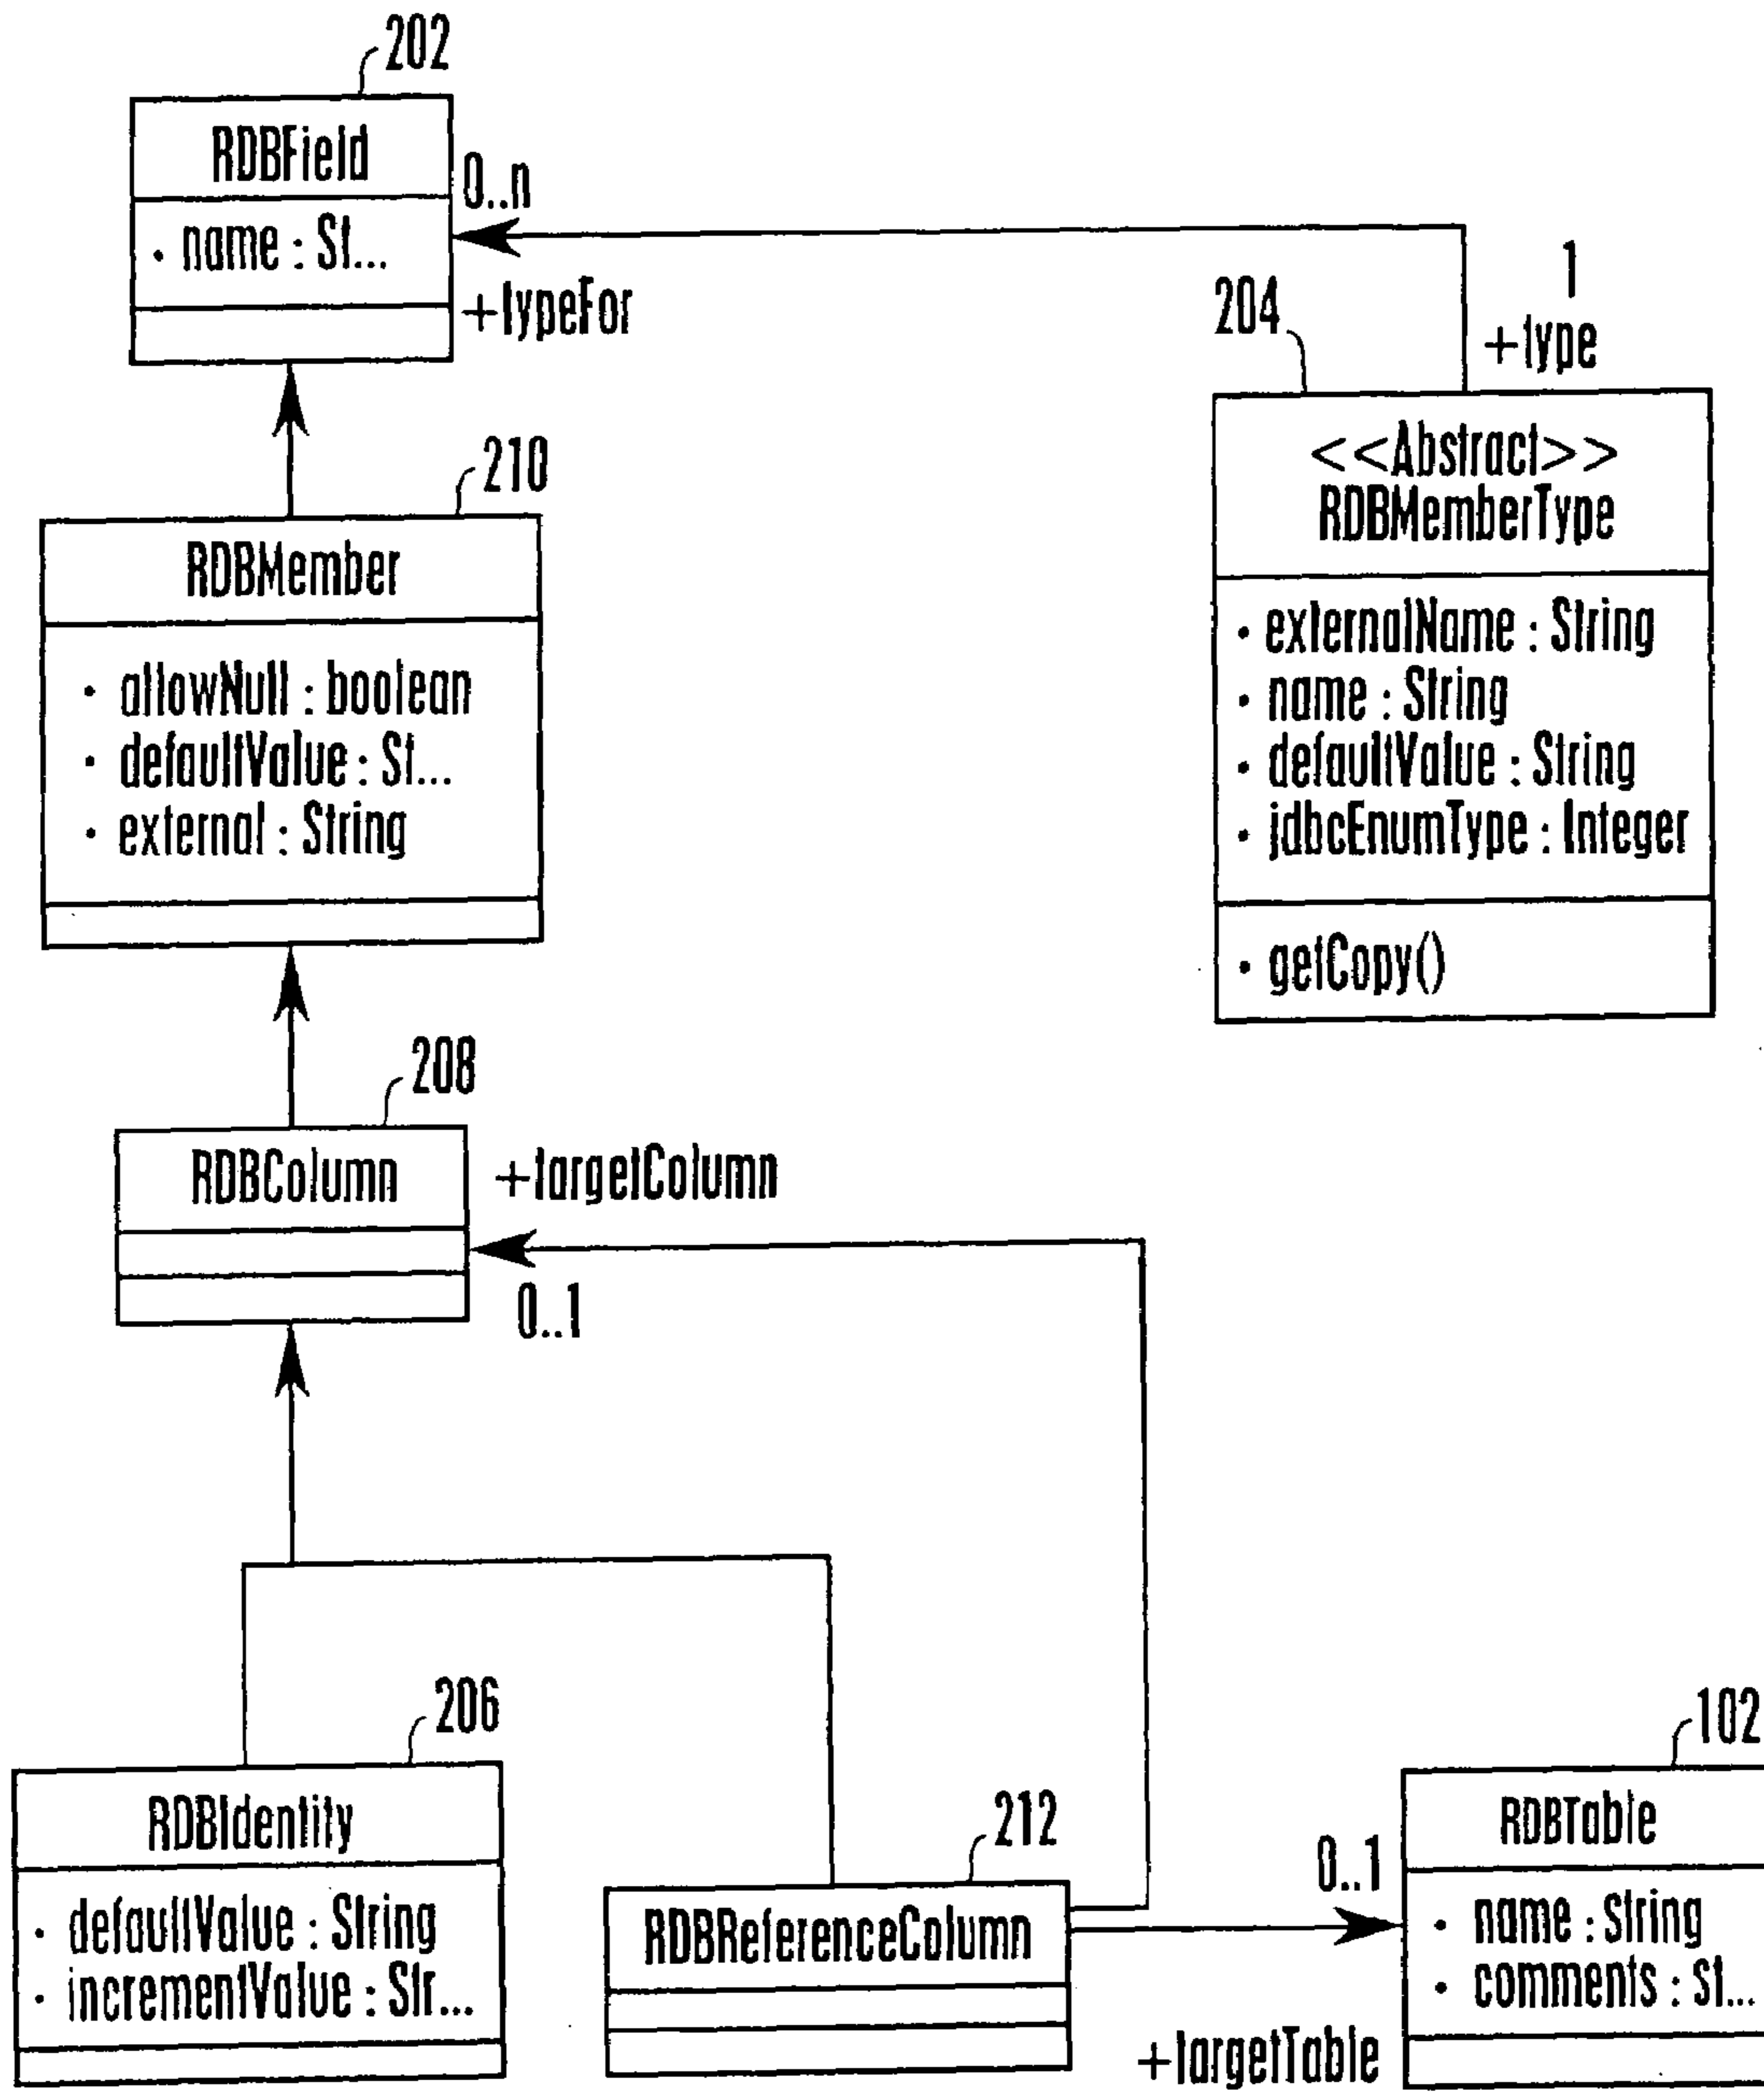 202
RDBField
0..n
• name : St...
+typeFor
1
204
+type
<<Abstract>>
RDBMemberType
• externalName : String
• name : String
• defaultValue : String
• jdbcEnumType : Integer
• getCopy()
210
RDBMember
• allowNull : boolean
• defaultValue : St...
• external : String
208
RDBColumn
+targetColumn
0..1
206
RDBIdentity
• defaultValue : String
• incrementValue : Str...
212
RDBReferenceColumn
102
RDBTable
0..1
• name : String
• comments : St...
+targetTable